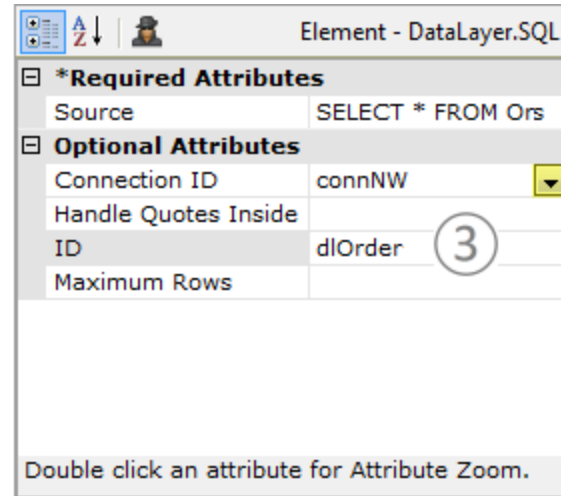 Element - DataLayer.SQL
*Required Attributes
Source SELECT * FROM Ors
Optional Attributes
Connection ID connNW
Handle Quotes Inside
ID dlOrder 3
Maximum Rows
Double click an attribute for Attribute Zoom.